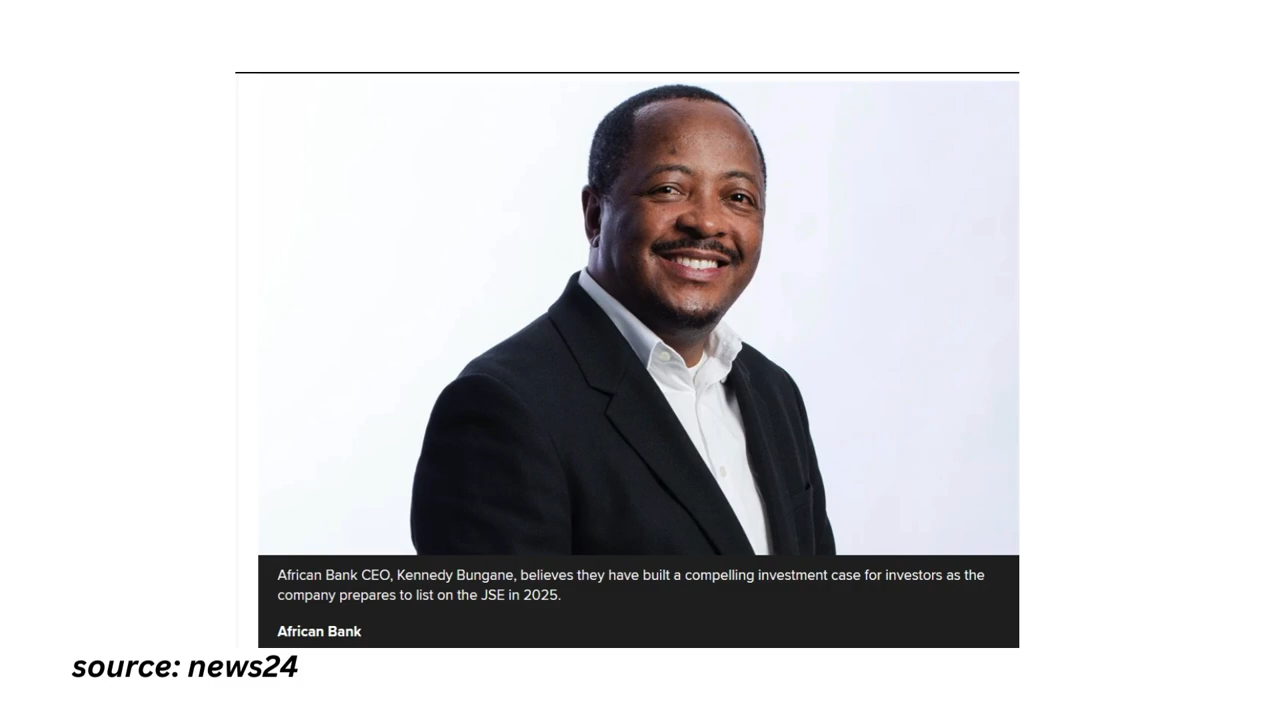 African Bank CEO, Kennedy Bungane, believes they have built a compelling investment case for investors as the
company prepares to list on the JSE in 2025.
African Bank
source: news24